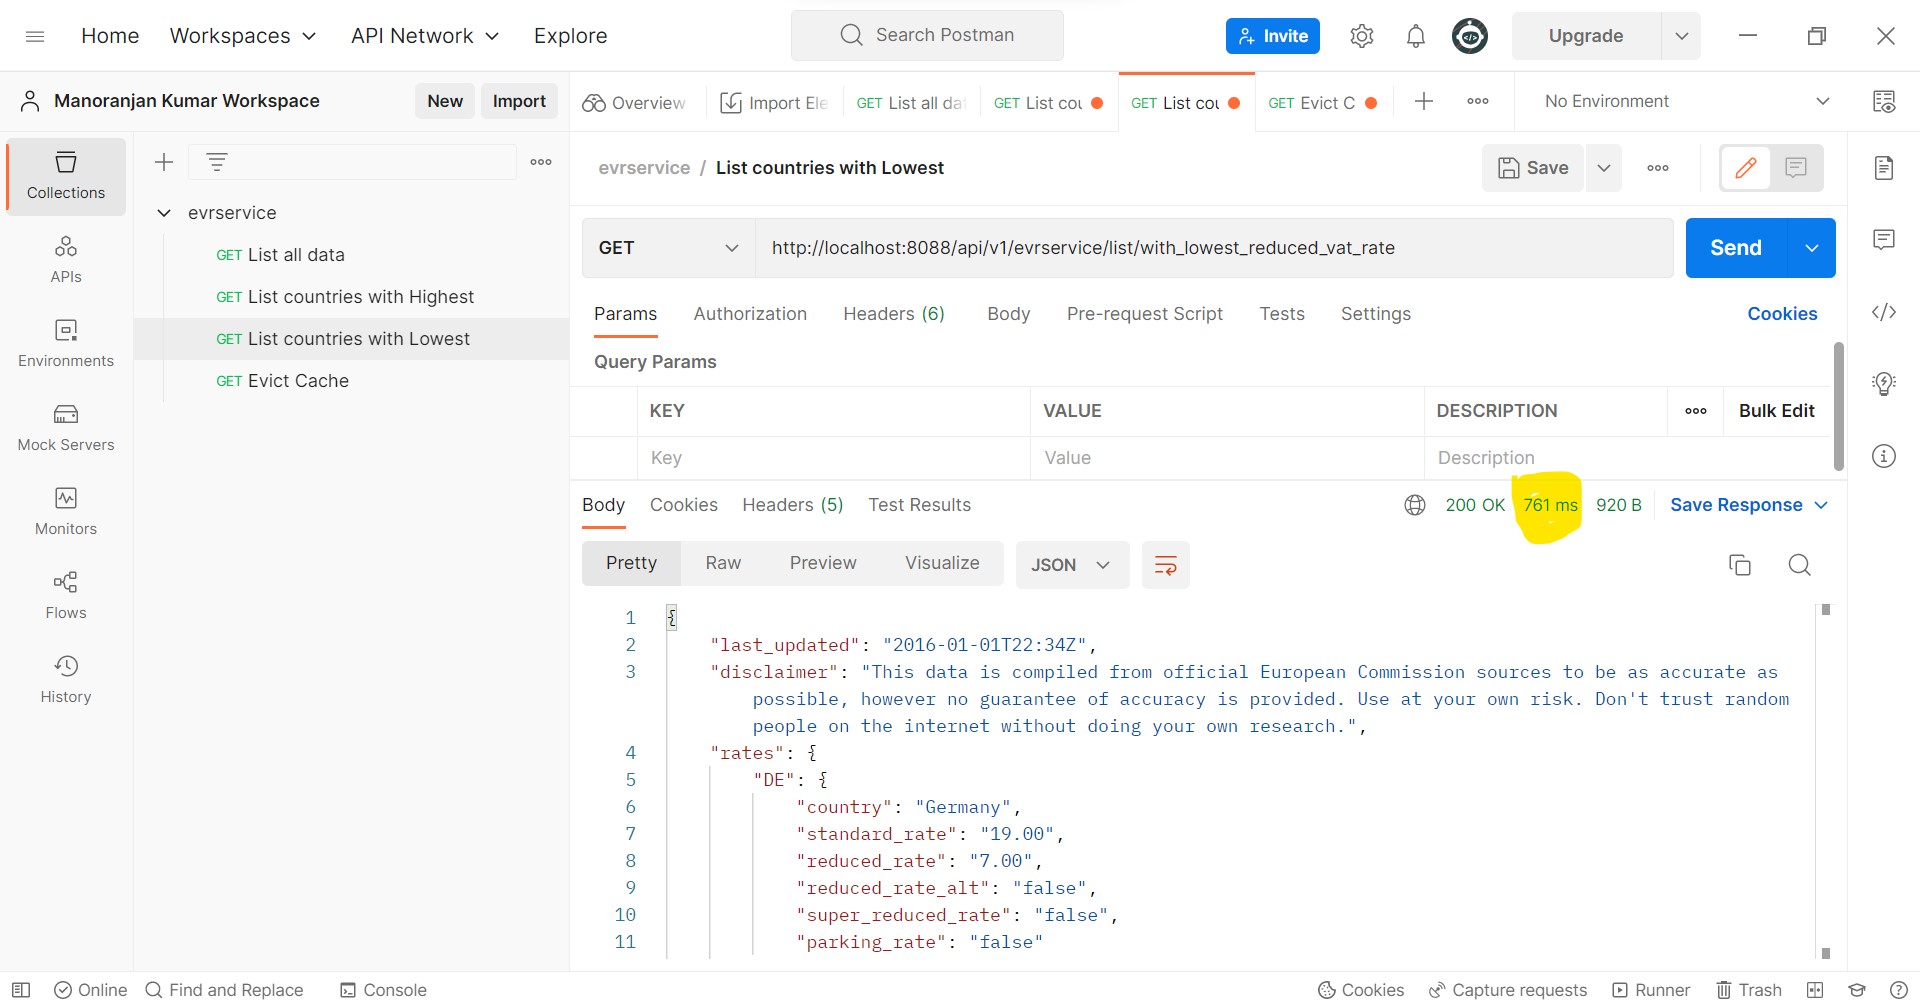 Home Workspaces API Network Explore Search Postman Invite Upgrade
Manoranjan Kumar Workspace New Import
Overview Import Ele GET List all da GET List cou GET List cou GET Evict C No Environment
Collections
APIs
Environments
Mock Servers
Monitors
Flows
History
evrservice
GET List all data
GET List countries with Highest
GET List countries with Lowest
GET Evict Cache
evrservice / List countries with Lowest Save
GET http://localhost:8088/api/v1/evrservice/list/with_lowest_reduced_vat_rate Send
Params Authorization Headers (6) Body Pre-request Script Tests Settings Cookies
Query Params
KEY VALUE DESCRIPTION Bulk Edit
Key Value Description
Body Cookies Headers (5) Test Results 200 OK 761 ms 920 B Save Response
Pretty Raw Preview Visualize JSON
1 {
2 "last_updated": "2016-01-01T22:34Z",
3 "disclaimer": "This data is compiled from official European Commission sources to be as accurate as
possible, however no guarantee of accuracy is provided. Use at your own risk. Don't trust random
people on the internet without doing your own research.",
4 "rates": {
5 "DE": {
6 "country": "Germany",
7 "standard_rate": "19.00",
8 "reduced_rate": "7.00",
9 "reduced_rate_alt": "false",
10 "super_reduced_rate": "false",
11 "parking_rate": "false"
Online Find and Replace Console Cookies Capture requests Runner Trash